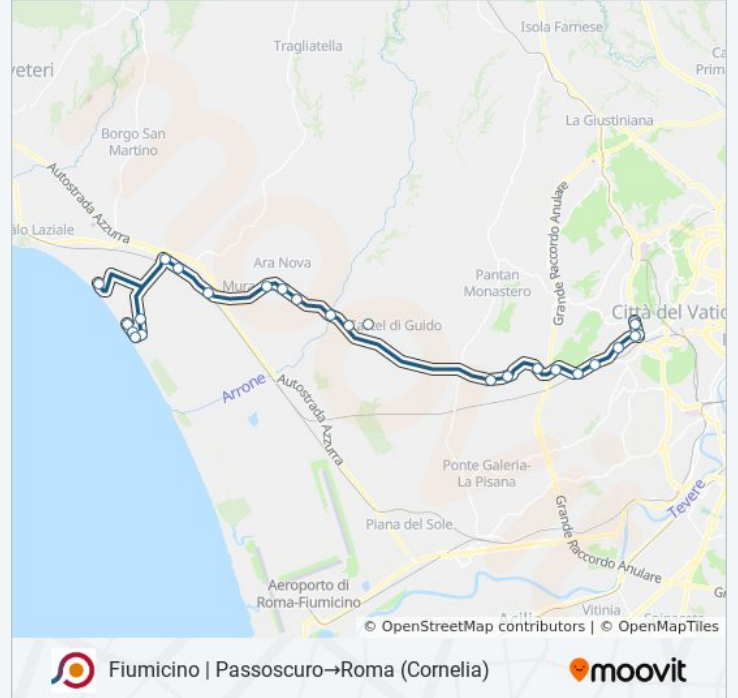 Isola Farnese
Tragliatella
veteri
Prim
La Giustiniana
Borgo San
Martino
Autostrada Azzurra
alo Laziale
Grande Raccordo Anulare
Ara Nova
Pantan
Monastero
Città del Vatic
Castel di Guido
Arrone
Autostrada Azzurra
Ponte Galeria-
La Pisana
Tevere
Piana del Sole
Grande Raccordo Anulare
Aeroporto di
Roma-Fiumicino
Vitinia
© OpenStreetMap contributors | © OpenMapTiles
Fiumicino | Passoscuro→Roma (Cornelia)
moovit